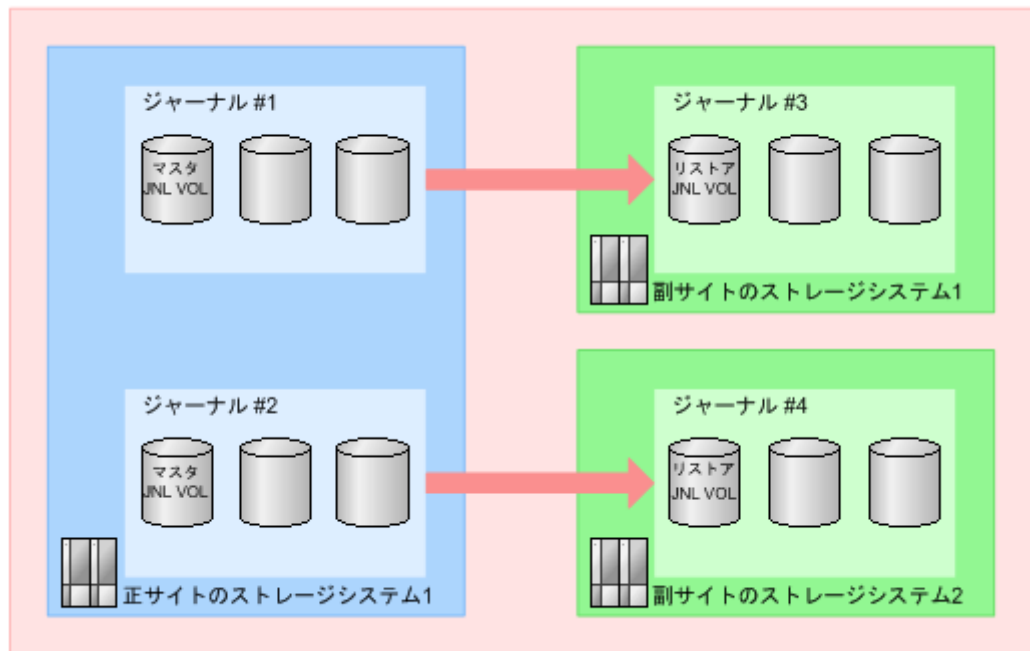 ジャーナル #1
マスタ
JNL VOL
ジャーナル #3
リストア
JNL VOL
副サイトのストレージシステム1
ジャーナル #2
マスタ
JNL VOL
正サイトのストレージシステム1
ジャーナル #4
リストア
JNL VOL
副サイトのストレージシステム2